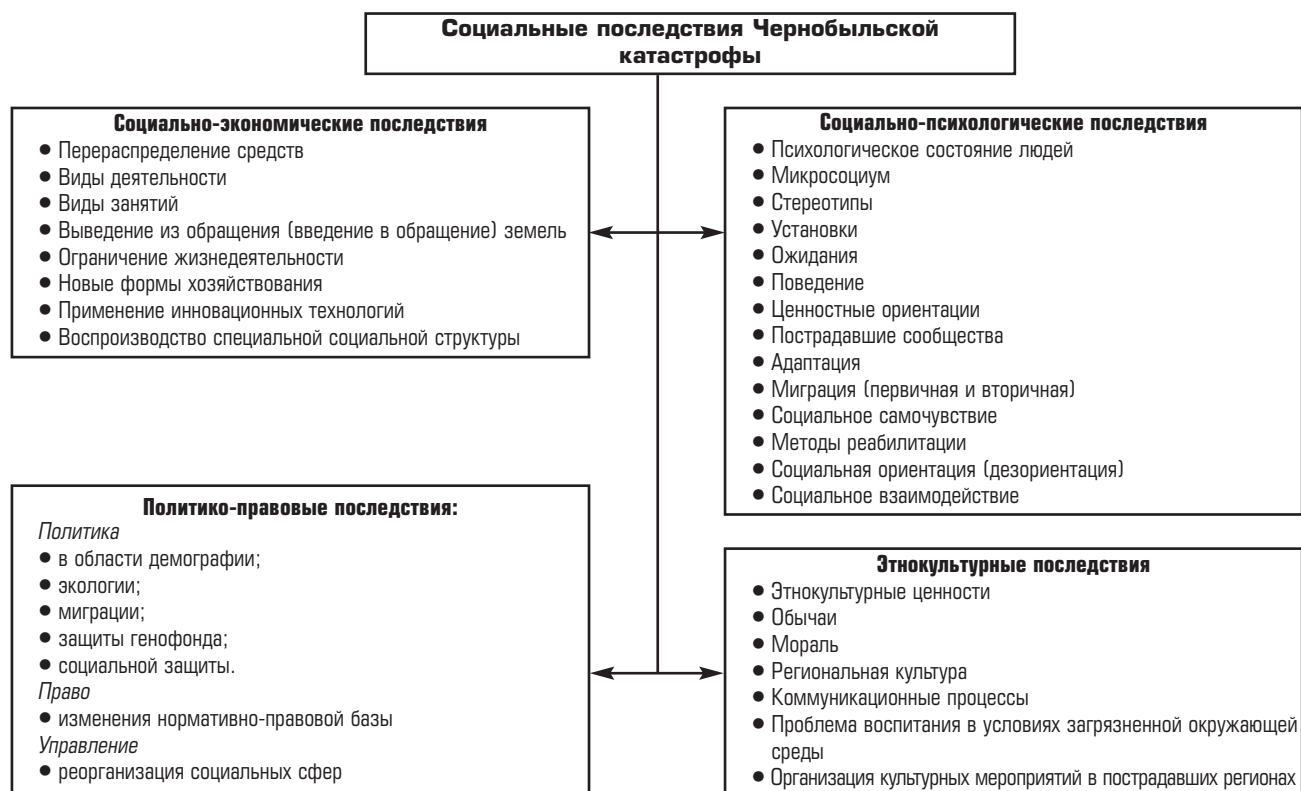 Социальные последствия Чернобыльской
катастрофы
Социально-экономические последствия
● Перераспределение средств
● Виды деятельности
● Виды занятий
● Выведение из обращения (введение в обращение) земель
● Ограничение жизнедеятельности
● Новые формы хозяйствования
● Применение инновационных технологий
● Воспроизводство специальной социальной структуры
Социально-психологические последствия
● Психологическое состояние людей
● Микросоциум
● Стереотипы
● Установки
● Ожидания
● Поведение
● Ценностные ориентации
● Пострадавшие сообщества
● Адаптация
● Миграция (первичная и вторичная)
● Социальное самочувствие
● Методы реабилитации
● Социальная ориентация (дезориентация)
● Социальное взаимодействие
Политико-правовые последствия:
Политика
● в области демографии;
● экологии;
● миграции;
● защиты генофонда;
● социальной защиты.
Право
● изменения нормативно-правовой базы
Управление
● реорганизация социальных сфер
Этнокультурные последствия
● Этнокультурные ценности
● Обычаи
● Мораль
● Региональная культура
● Коммуникационные процессы
● Проблема воспитания в условиях загрязненной окружающей
среды
● Организация культурных мероприятий в пострадавших регионах